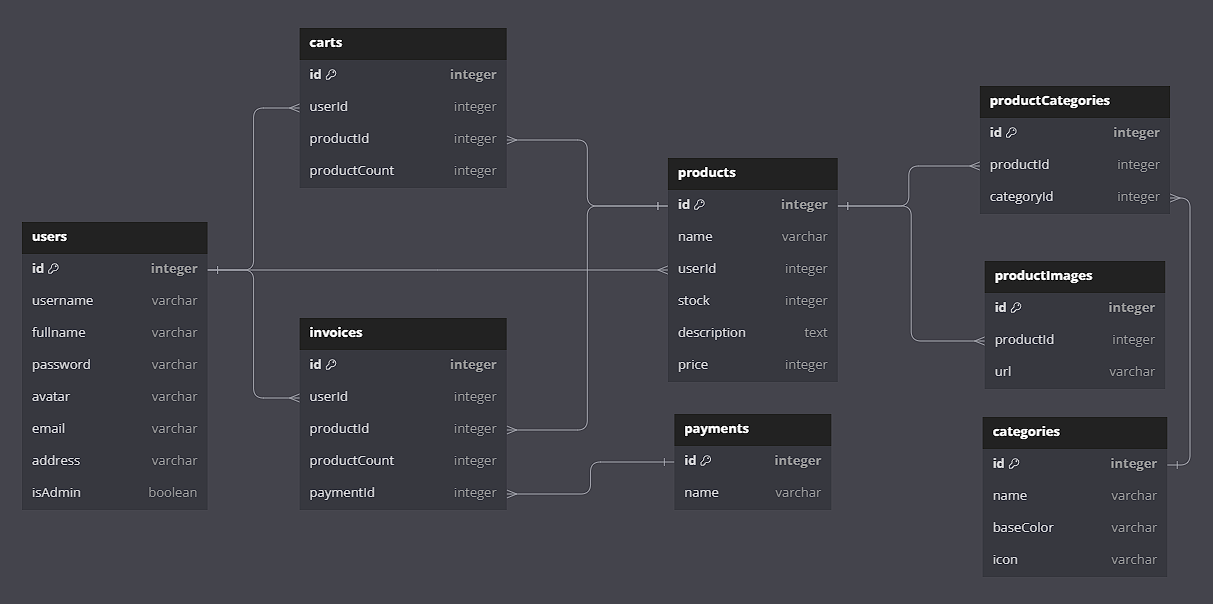 carts
id integer
userId integer
productId integer
productCount integer
users
id integer
username varchar
fullname varchar
password varchar
avatar varchar
email varchar
address varchar
isAdmin boolean
invoices
id integer
userId integer
productId integer
productCount integer
paymentId integer
products
id integer
name varchar
userId integer
stock integer
description text
price integer
payments
id integer
name varchar
productCategories
id integer
productId integer
categoryId integer
productImages
id integer
productId integer
url varchar
categories
id integer
name varchar
baseColor varchar
icon varchar